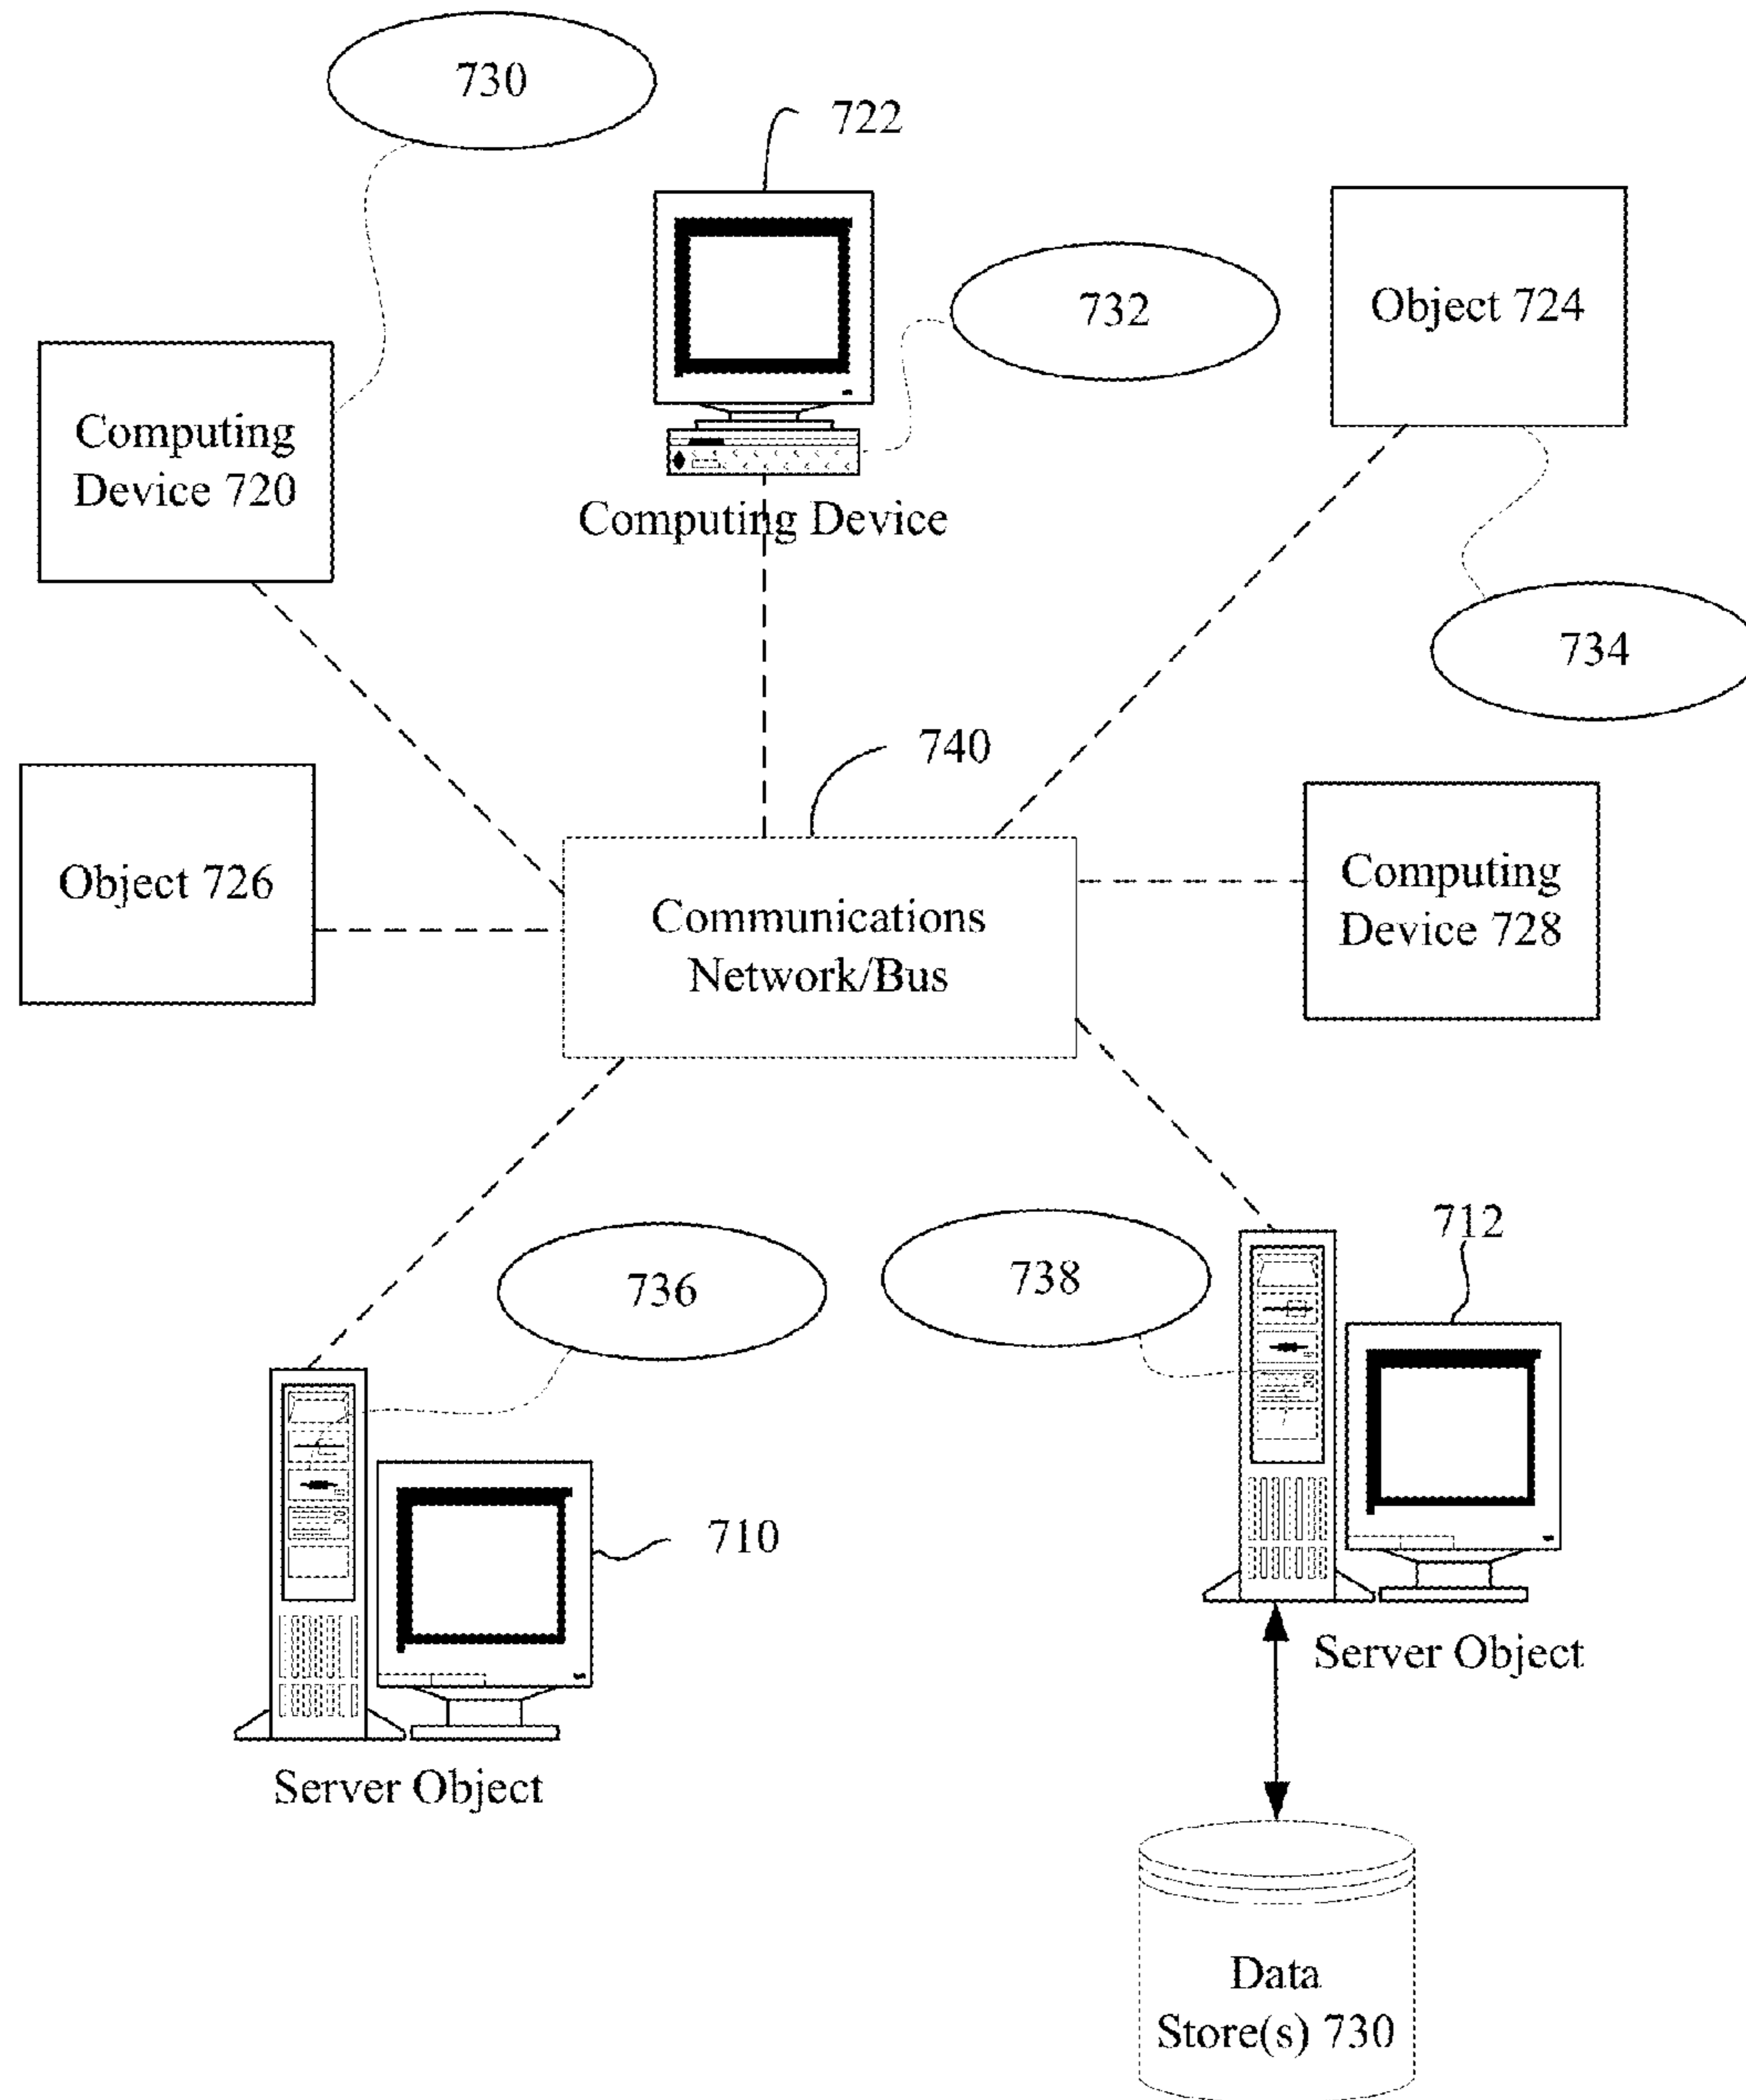 730
722
732
Object 724
Computing
Device 720
Computing Device
734
740
Object 726
Communications
Network/Bus
Computing
Device 728
736
738
712
710
Server Object
Server Object
Data
Store(s) 730